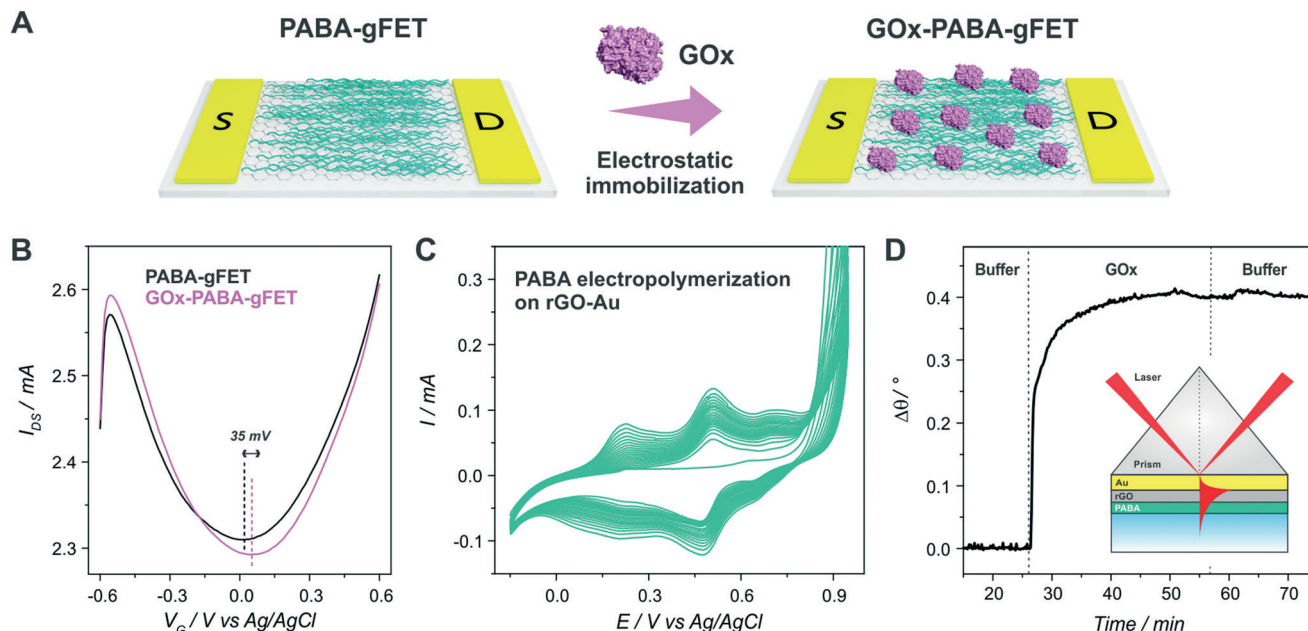 A
PABA-gFET
GOx
GOx-PABA-gFET
S
D
Electrostatic
immobilization
S
D
B
PABA-gFET
GOx-PABA-gFET
35 mV
2.6
2.5
2.4
2.3
I_DS / mA
-0.6
-0.3
0.0
0.3
0.6
V_G / V vs Ag/AgCl
C
PABA electropolymerization
on rGO-Au
0.3
0.2
0.1
0.0
-0.1
I / mA
0.0
0.3
0.6
0.9
E / V vs Ag/AgCl
D
Buffer
GOx
Buffer
0.4
0.3
0.2
0.1
0.0
Δθ / °
Laser
Prism
Au
rGO
PABA
20
30
40
50
60
70
Time / min